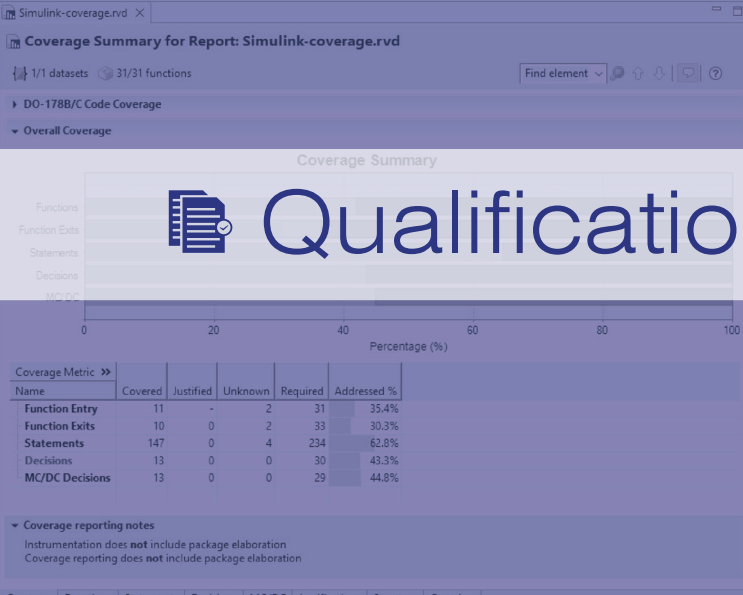 Simulink-coverage.rvd
Coverage Summary for Report: Simulink-coverage.rvd
1/1 datasets 31/31 functions Find element
DO-178B/C Code Coverage
Overall Coverage
Coverage Summary
Functions
Function Exits
Statements
Decisions
MC/DC
Qualificatio
0 20 40 60 80 100
Percentage (%)
Coverage Metric »
Name Covered Justified Unknown Required Addressed %
Function Entry 11 - 2 31 35.4%
Function Exits 10 0 2 33 30.3%
Statements 147 0 4 234 62.8%
Decisions 13 0 0 30 43.3%
MC/DC Decisions 13 0 0 29 44.8%
Coverage reporting notes
Instrumentation does not include package elaboration
Coverage reporting does not include package elaboration